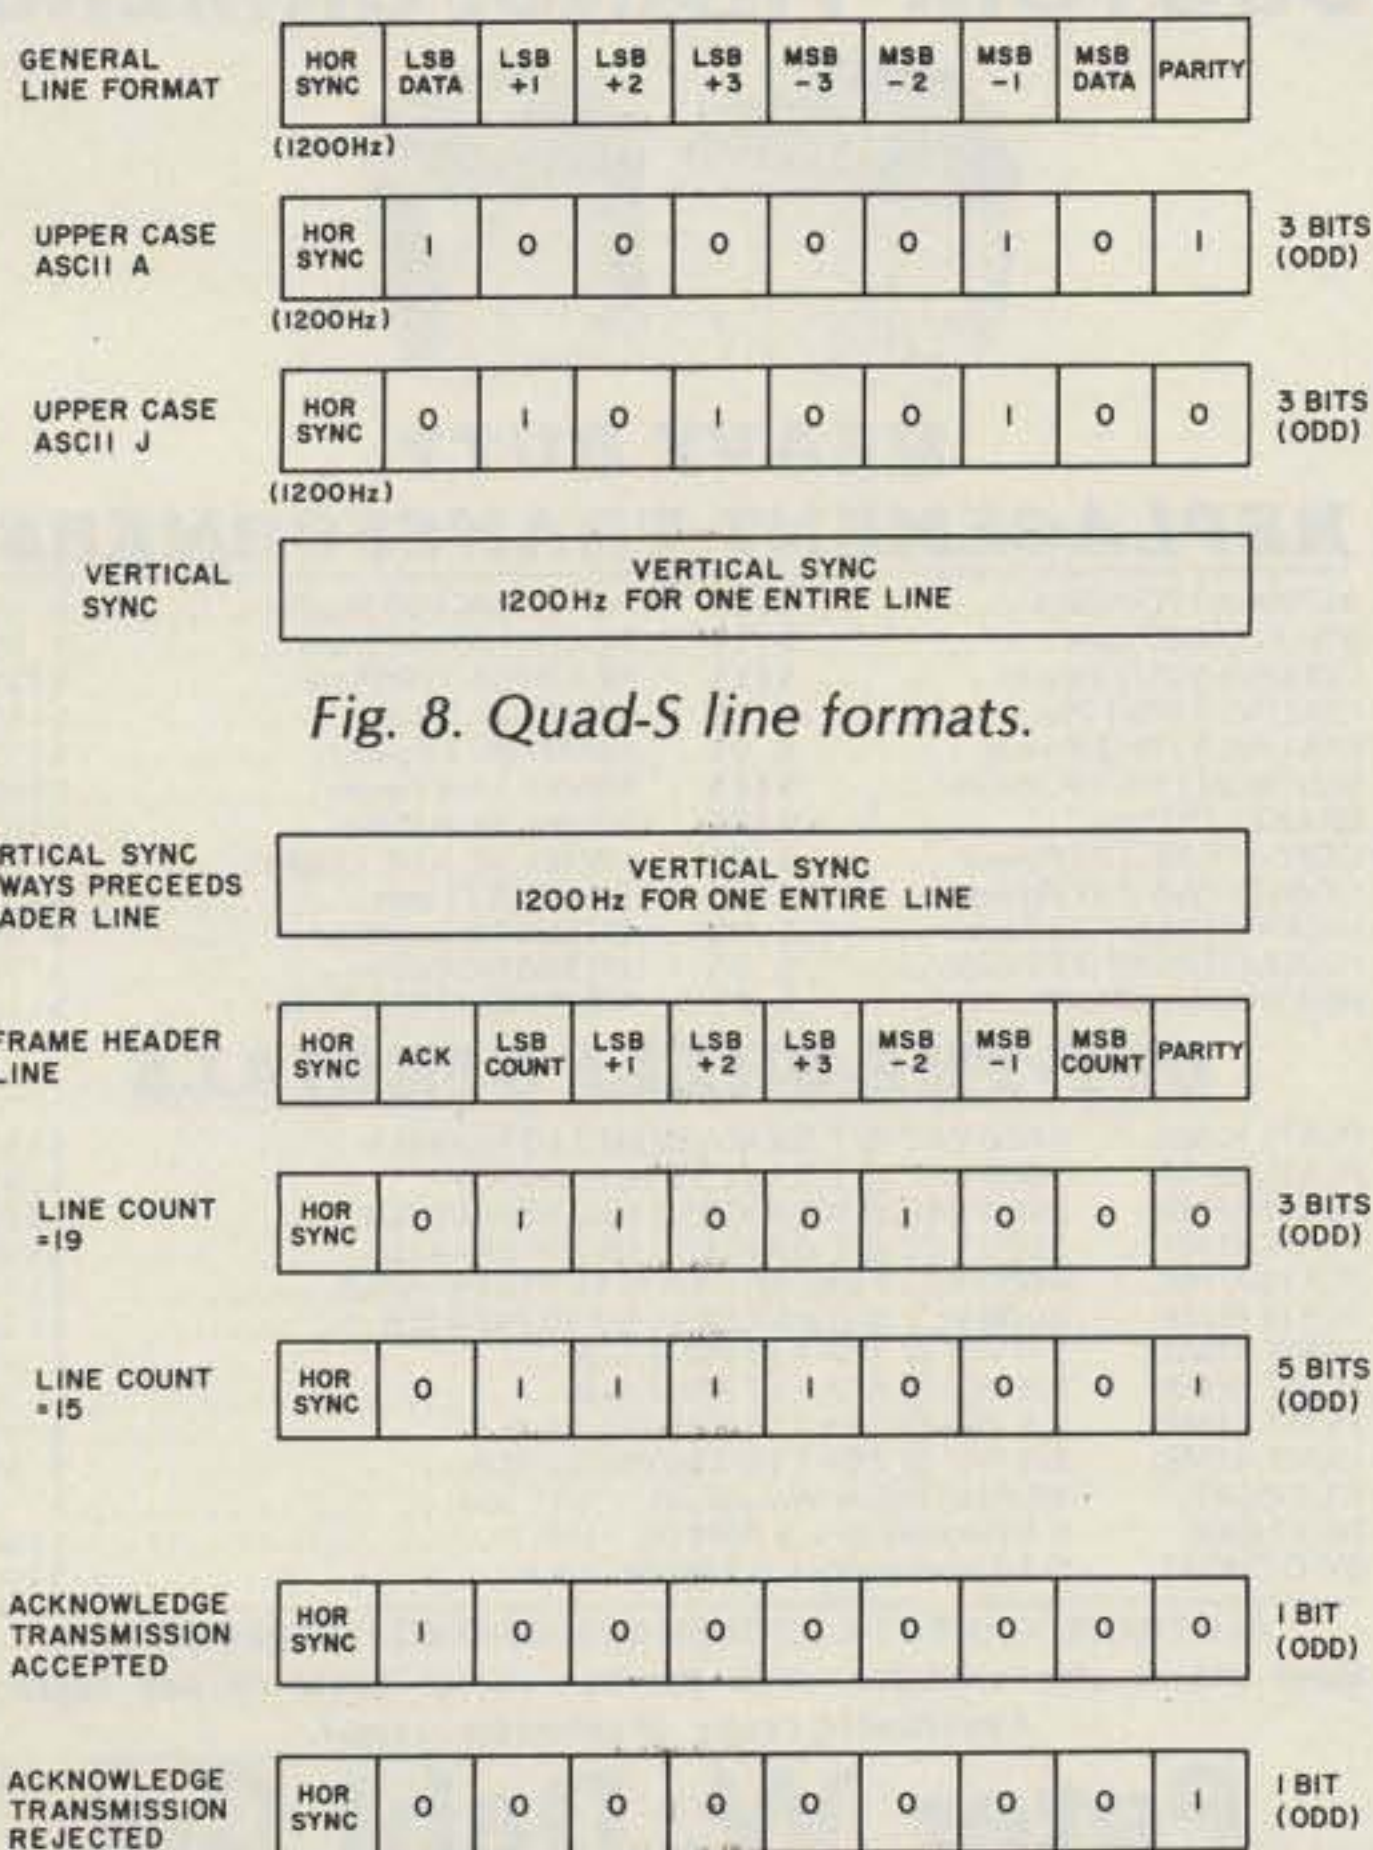 GENERAL
LINE FORMAT
HOR SYNC | LSB DATA | LSB +1 | LSB +2 | LSB +3 | MSB -3 | MSB -2 | MSB -1 | MSB DATA | PARITY
(1200Hz)
UPPER CASE
ASCII A
HOR SYNC | 1 | 0 | 0 | 0 | 0 | 0 | 1 | 0 | 1
3 BITS
(ODD)
(1200Hz)
UPPER CASE
ASCII J
HOR SYNC | 0 | 1 | 0 | 1 | 0 | 0 | 1 | 0 | 0
3 BITS
(ODD)
(1200Hz)
VERTICAL
SYNC
VERTICAL SYNC
1200Hz FOR ONE ENTIRE LINE
Fig. 8. Quad-S line formats.
RTICAL SYNC
WAYS PRECEEDS
ADER LINE
VERTICAL SYNC
1200Hz FOR ONE ENTIRE LINE
FRAME HEADER
LINE
HOR SYNC | ACK | LSB COUNT | LSB +1 | LSB +2 | LSB +3 | MSB -2 | MSB -1 | MSB COUNT | PARITY
LINE COUNT
=19
HOR SYNC | 0 | 1 | 1 | 0 | 0 | 1 | 0 | 0 | 0
3 BITS
(ODD)
LINE COUNT
=15
HOR SYNC | 0 | 1 | 1 | 1 | 1 | 0 | 0 | 0 | 1
5 BITS
(ODD)
ACKNOWLEDGE
TRANSMISSION
ACCEPTED
HOR SYNC | 1 | 0 | 0 | 0 | 0 | 0 | 0 | 0 | 0
1 BIT
(ODD)
ACKNOWLEDGE
TRANSMISSION
REJECTED
HOR SYNC | 0 | 0 | 0 | 0 | 0 | 0 | 0 | 0 | 1
1 BIT
(ODD)